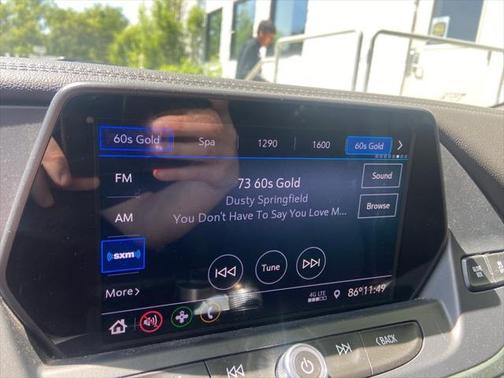 60s Gold Spa 1290 1600 60s Gold
FM
73 60s Gold
Sound
Dusty Springfield
AM
You Don't Have To Say You Love M...
Browse
sxm
Tune
More
4G LTE
86° 11:49
BACK